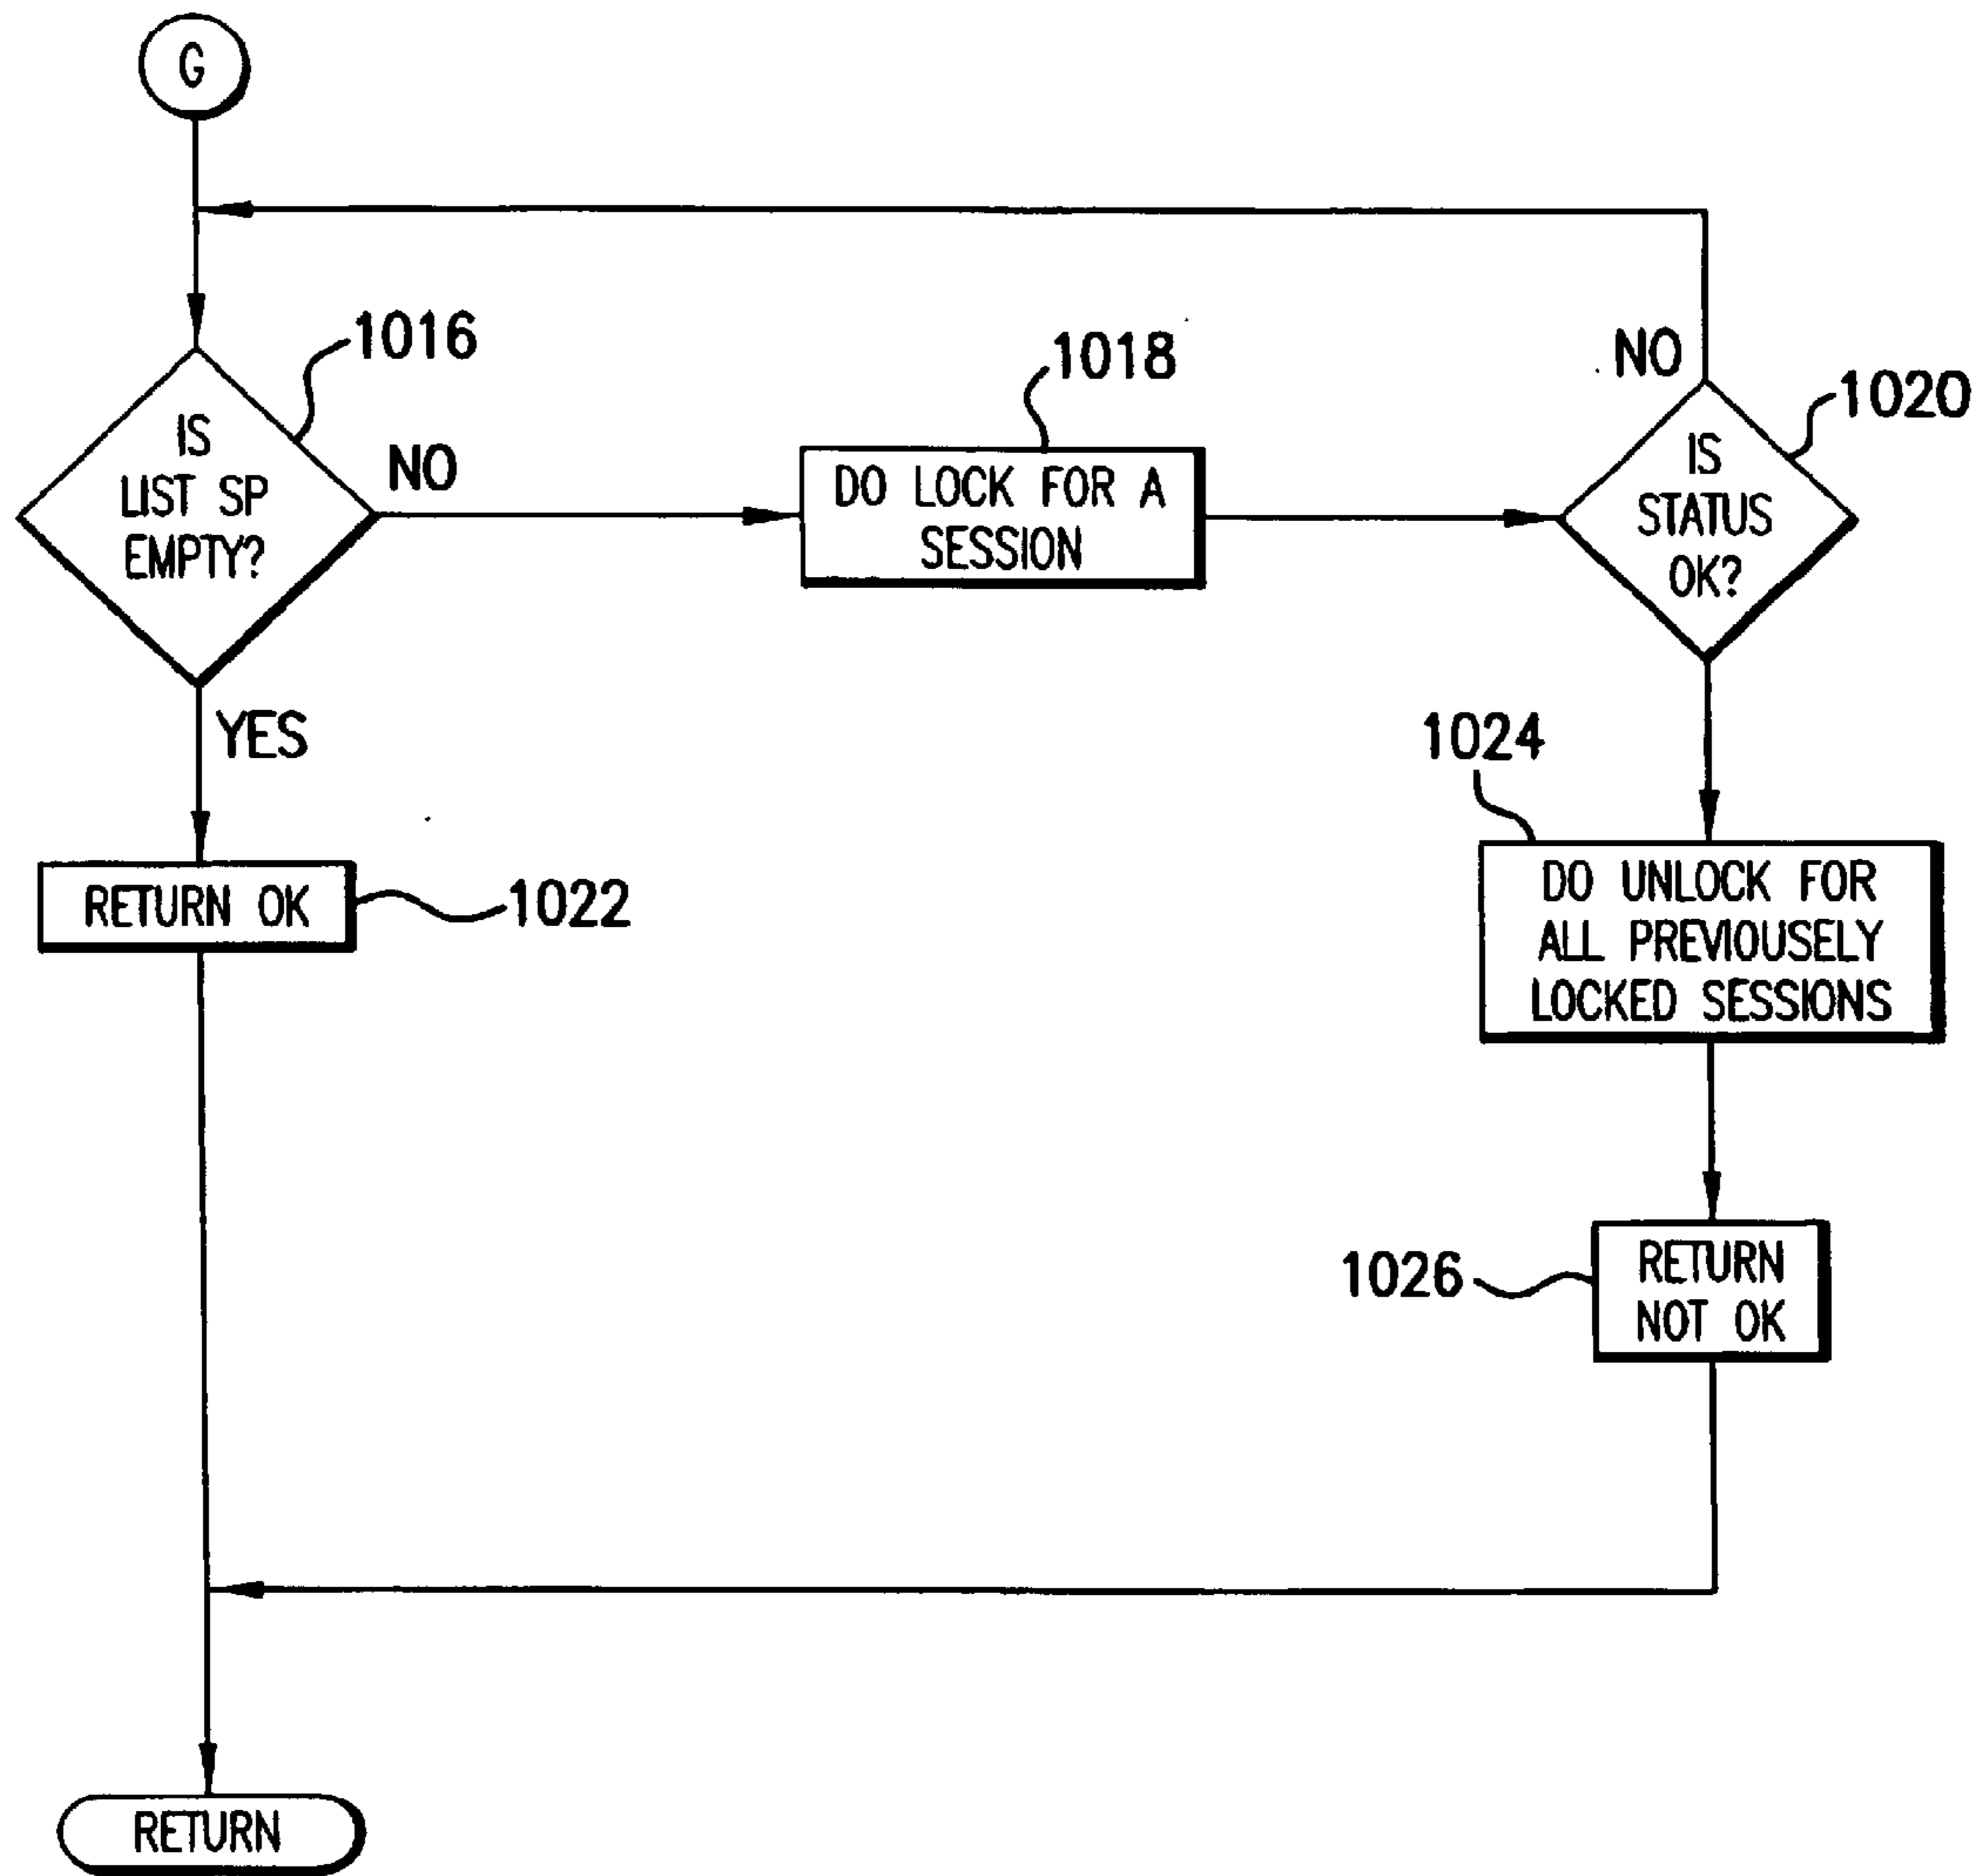 G
1016
IS
LIST SP
EMPTY?
NO
1018
DO LOCK FOR A
SESSION
NO
1020
IS
STATUS
OK?
YES
1022
RETURN OK
1024
DO UNLOCK FOR
ALL PREVIOUSELY
LOCKED SESSIONS
1026
RETURN
NOT OK
RETURN